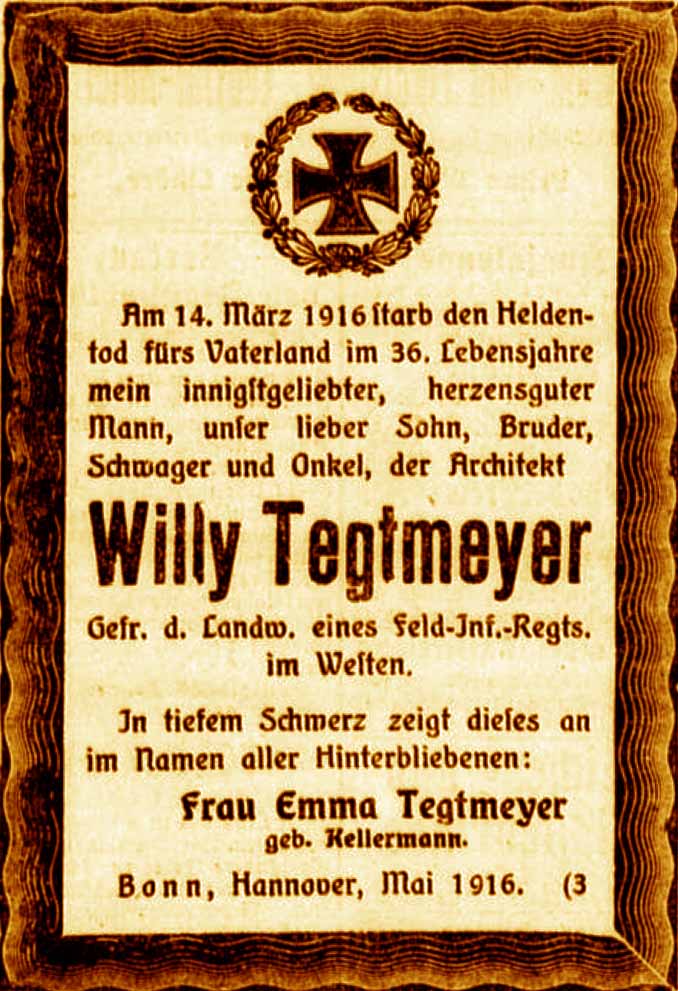 Am 14. März 1916 ſtarb den Helden-
tod fürs Vaterland im 36. Lebensjahre
mein innigſtgeliebter, herzensguter
Mann, unſer lieber Sohn, Bruder,
Schwager und Onkel, der Architekt
Willy Tegtmeyer
Gefr. d. Landw. eines Feld-Inf.-Regts.
im Weſten.
In tiefem Schmerz zeigt dieſes an
im Namen aller Hinterbliebenen:
Frau Emma Tegtmeyer
geb. Kellermann.
Bonn, Hannover, Mai 1916. (3